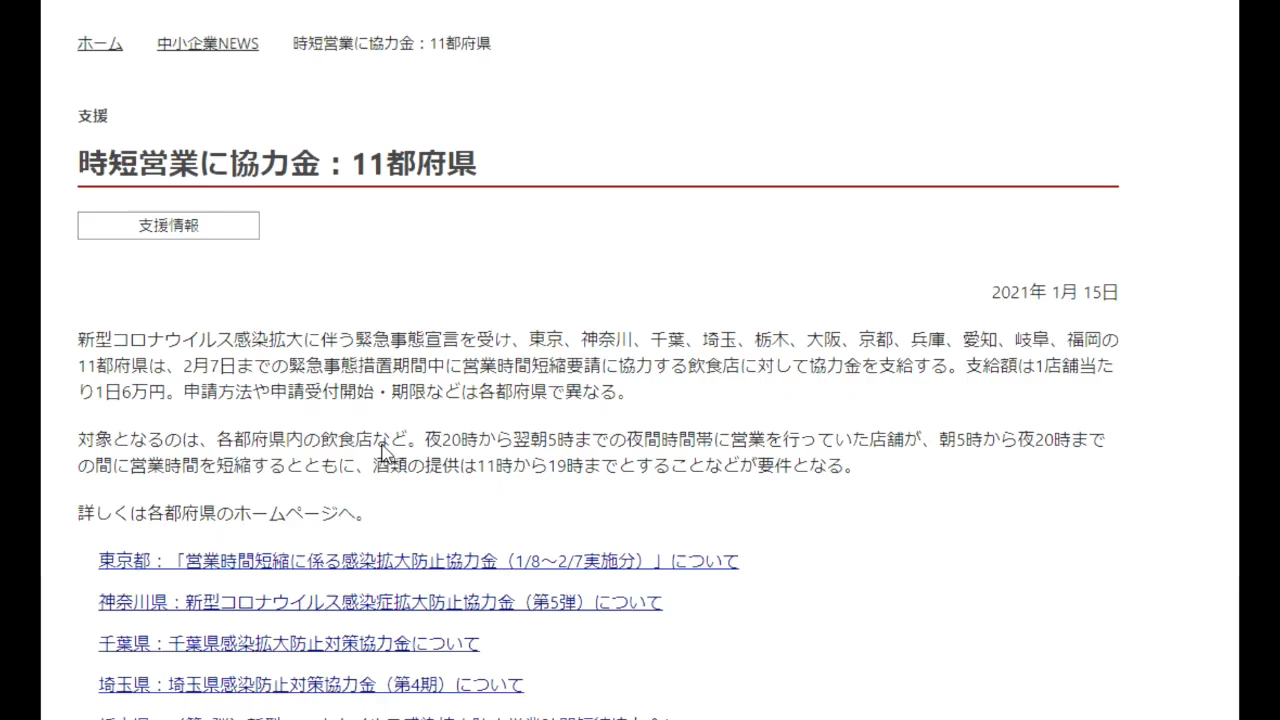 ホーム 中小企業NEWS 時短営業に協力金：11都府県
支援
時短営業に協力金：11都府県
支援情報
2021年 1月 15日
新型コロナウイルス感染拡大に伴う緊急事態宣言を受け、東京、神奈川、千葉、埼玉、栃木、大阪、京都、兵庫、愛知、岐阜、福岡の
11都府県は、2月7日までの緊急事態措置期間中に営業時間短縮要請に協力する飲食店に対して協力金を支給する。支給額は1店舗当た
り1日6万円。申請方法や申請受付開始・期限などは各都府県で異なる。
対象となるのは、各都府県内の飲食店など。夜20時から翌朝5時までの夜間時間帯に営業を行っていた店舗が、朝5時から夜20時まで
の間に営業時間を短縮するとともに、酒類の提供は11時から19時までとすることなどが要件となる。
詳しくは各都府県のホームページへ。
東京都：「営業時間短縮に係る感染拡大防止協力金（1/8～2/7実施分）」について
神奈川県：新型コロナウイルス感染症拡大防止協力金（第5弾）について
千葉県：千葉県感染拡大防止対策協力金について
埼玉県：埼玉県感染防止対策協力金（第4期）について